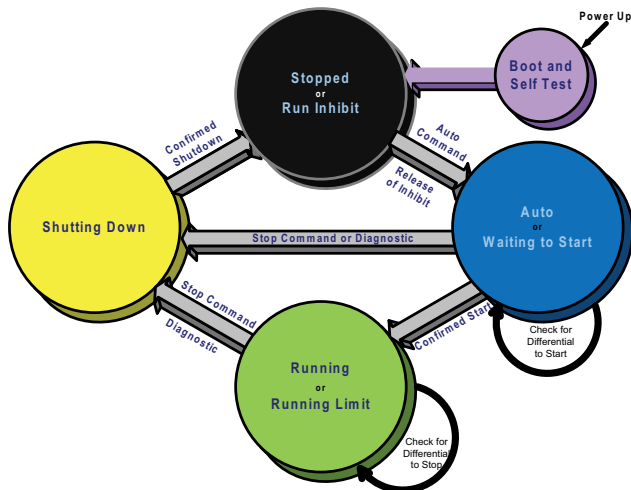 Power Up
Boot and
Self Test
Stopped
or
Run Inhibit
Confirmed
Shutdown
Auto
Command
Release
of Inhibit
Shutting Down
Auto
or
Waiting to Start
Stop Command or Diagnostic
Stop Command
Diagnostic
Confirmed Start
Check for
Differential
to Start
Running
or
Running Limit
Check for
Differential
to Stop